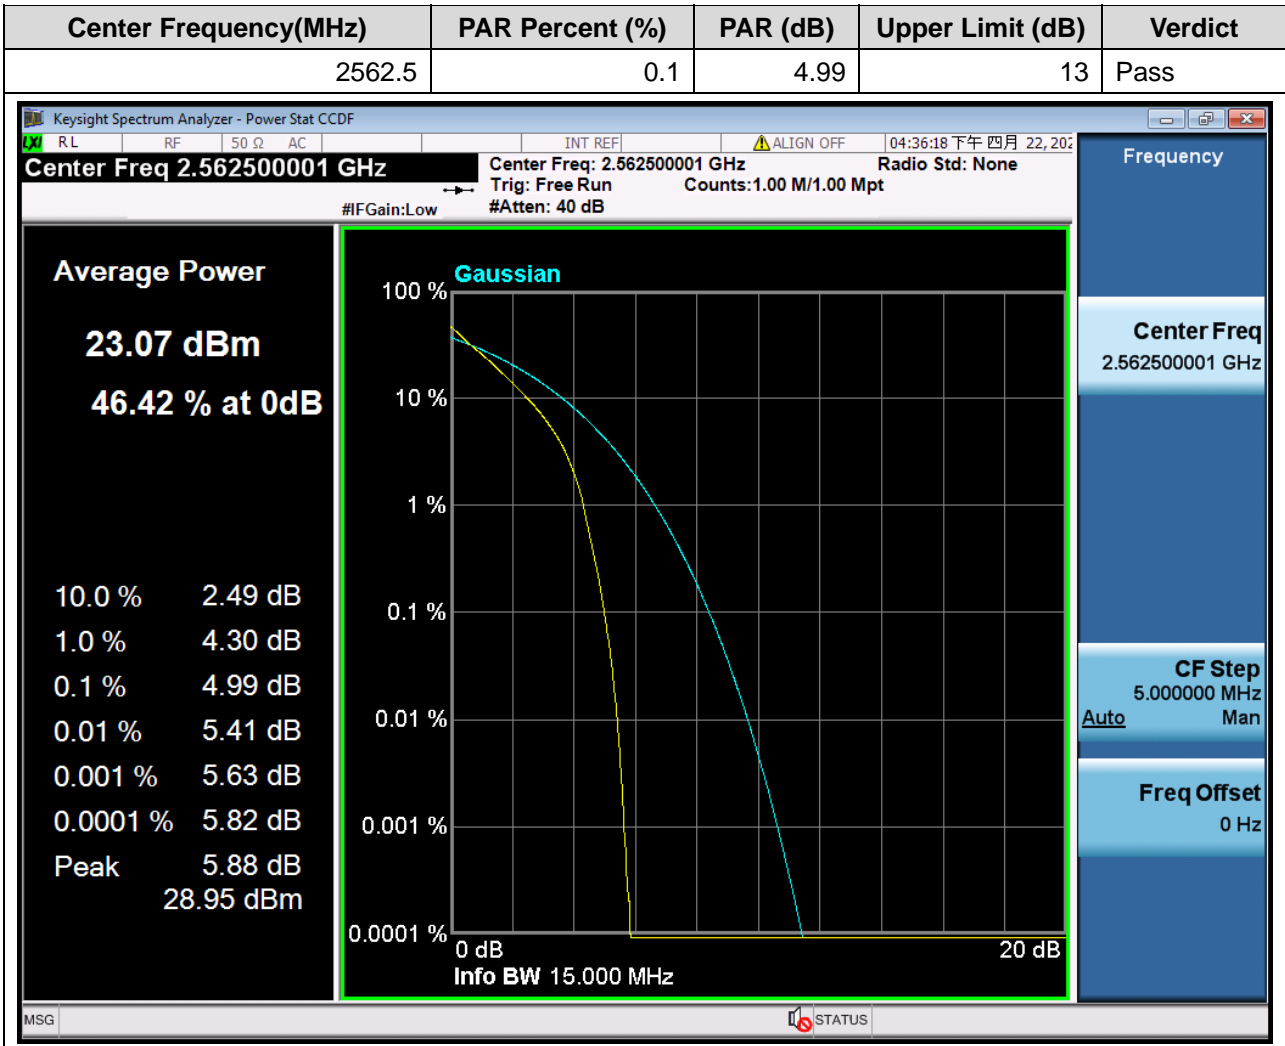 Center Frequency(MHz) PAR Percent (%) PAR (dB) Upper Limit (dB) Verdict
2562.5 0.1 4.99 13 Pass
Keysight Spectrum Analyzer - Power Stat CCDF
LXI RL RF 50 Ω AC INT REF ALIGN OFF 04:36:18 下午 四月 22, 202
Center Freq 2.562500001 GHz
Center Freq: 2.562500001 GHz Radio Std: None
Trig: Free Run Counts:1.00 M/1.00 Mpt
#IFGain:Low #Atten: 40 dB
Average Power
23.07 dBm
46.42 % at 0dB
10.0 % 2.49 dB
1.0 % 4.30 dB
0.1 % 4.99 dB
0.01 % 5.41 dB
0.001 % 5.63 dB
0.0001 % 5.82 dB
Peak 5.88 dB
28.95 dBm
Gaussian
100 %
10 %
1 %
0.1 %
0.01 %
0.001 %
0.0001 %
0 dB 20 dB
Info BW 15.000 MHz
Frequency
Center Freq
2.562500001 GHz
CF Step
5.000000 MHz
Auto Man
Freq Offset
0 Hz
MSG STATUS